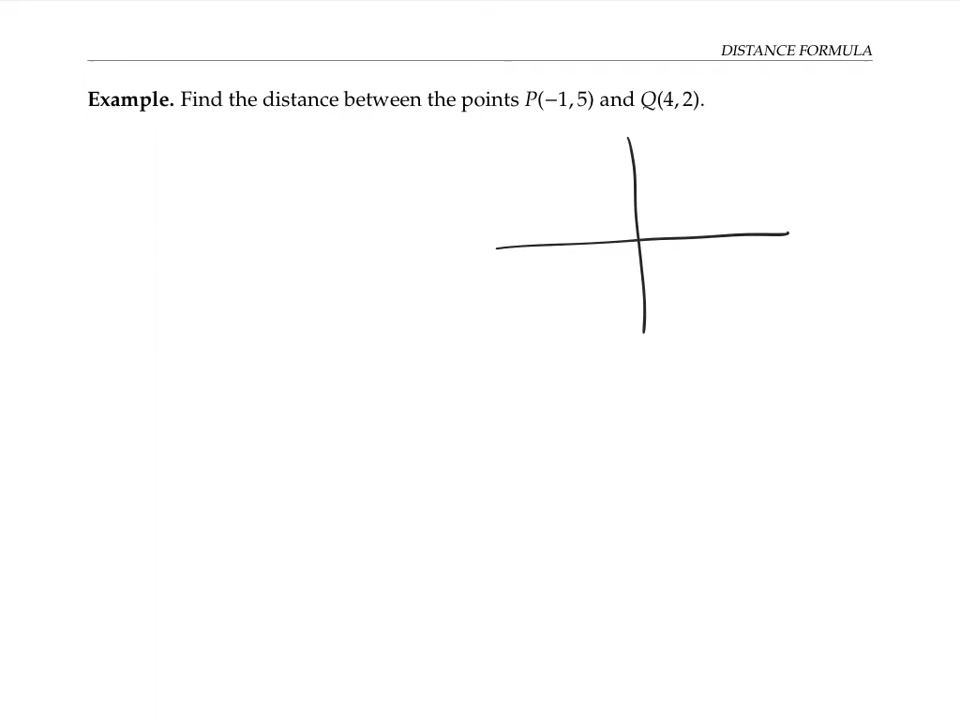 DISTANCE FORMULA
Example. Find the distance between the points P(−1, 5) and Q(4, 2).